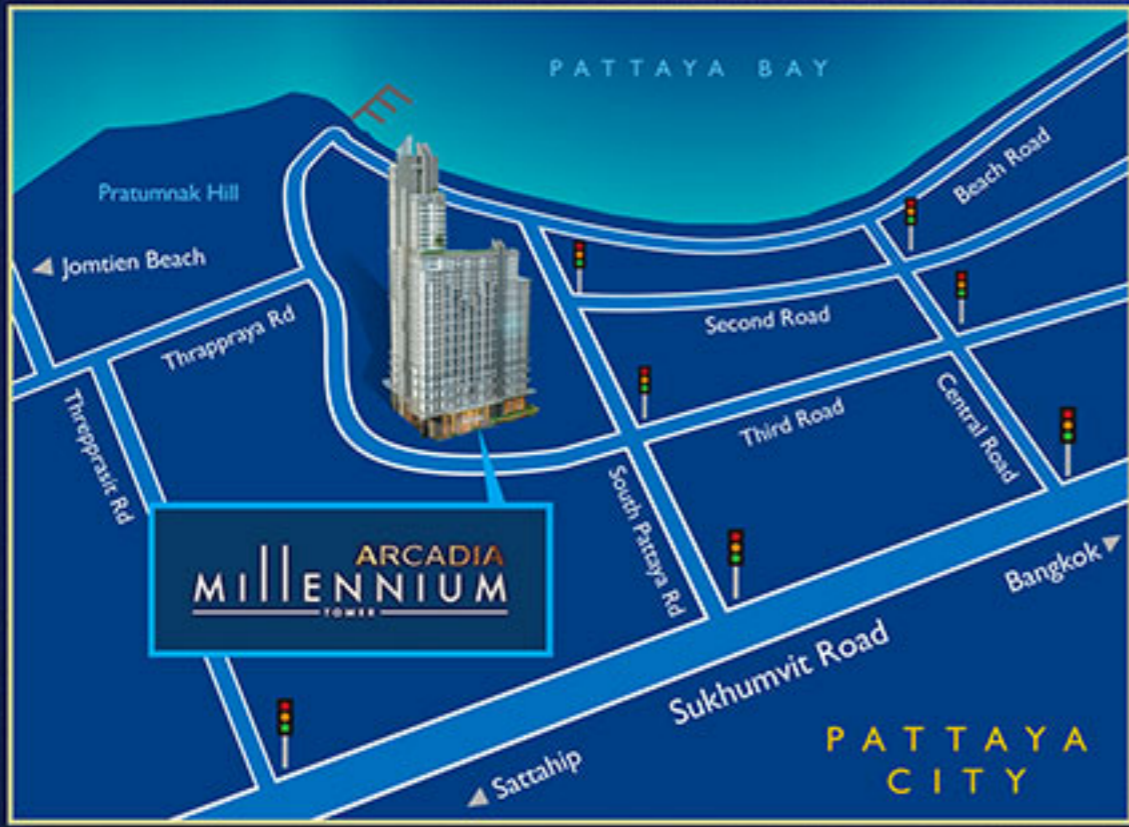 PATTAYA BAY
Beach Road
Pratumnak Hill
Jomtien Beach
Thrappraya Rd
Second Road
Threpprasit Rd
Third Road
Central Road
South Pattaya Rd
ARCADIA
MillENNIUM
TOWER
Bangkok
Sukhumvit Road
Sattahip
PATTAYA
CITY